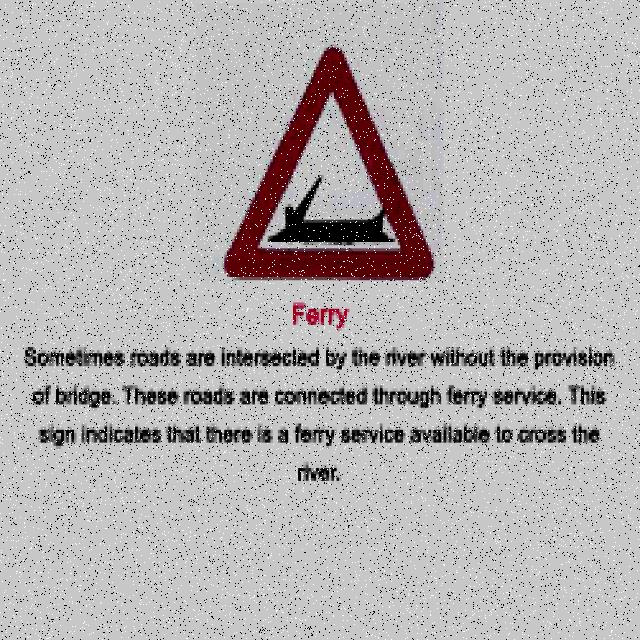 Ferry
Sometimes roads are intersected by the river without the provision
of bridge. These roads are connected through ferry service. This
sign indicates that there is a ferry service available to cross the
river.